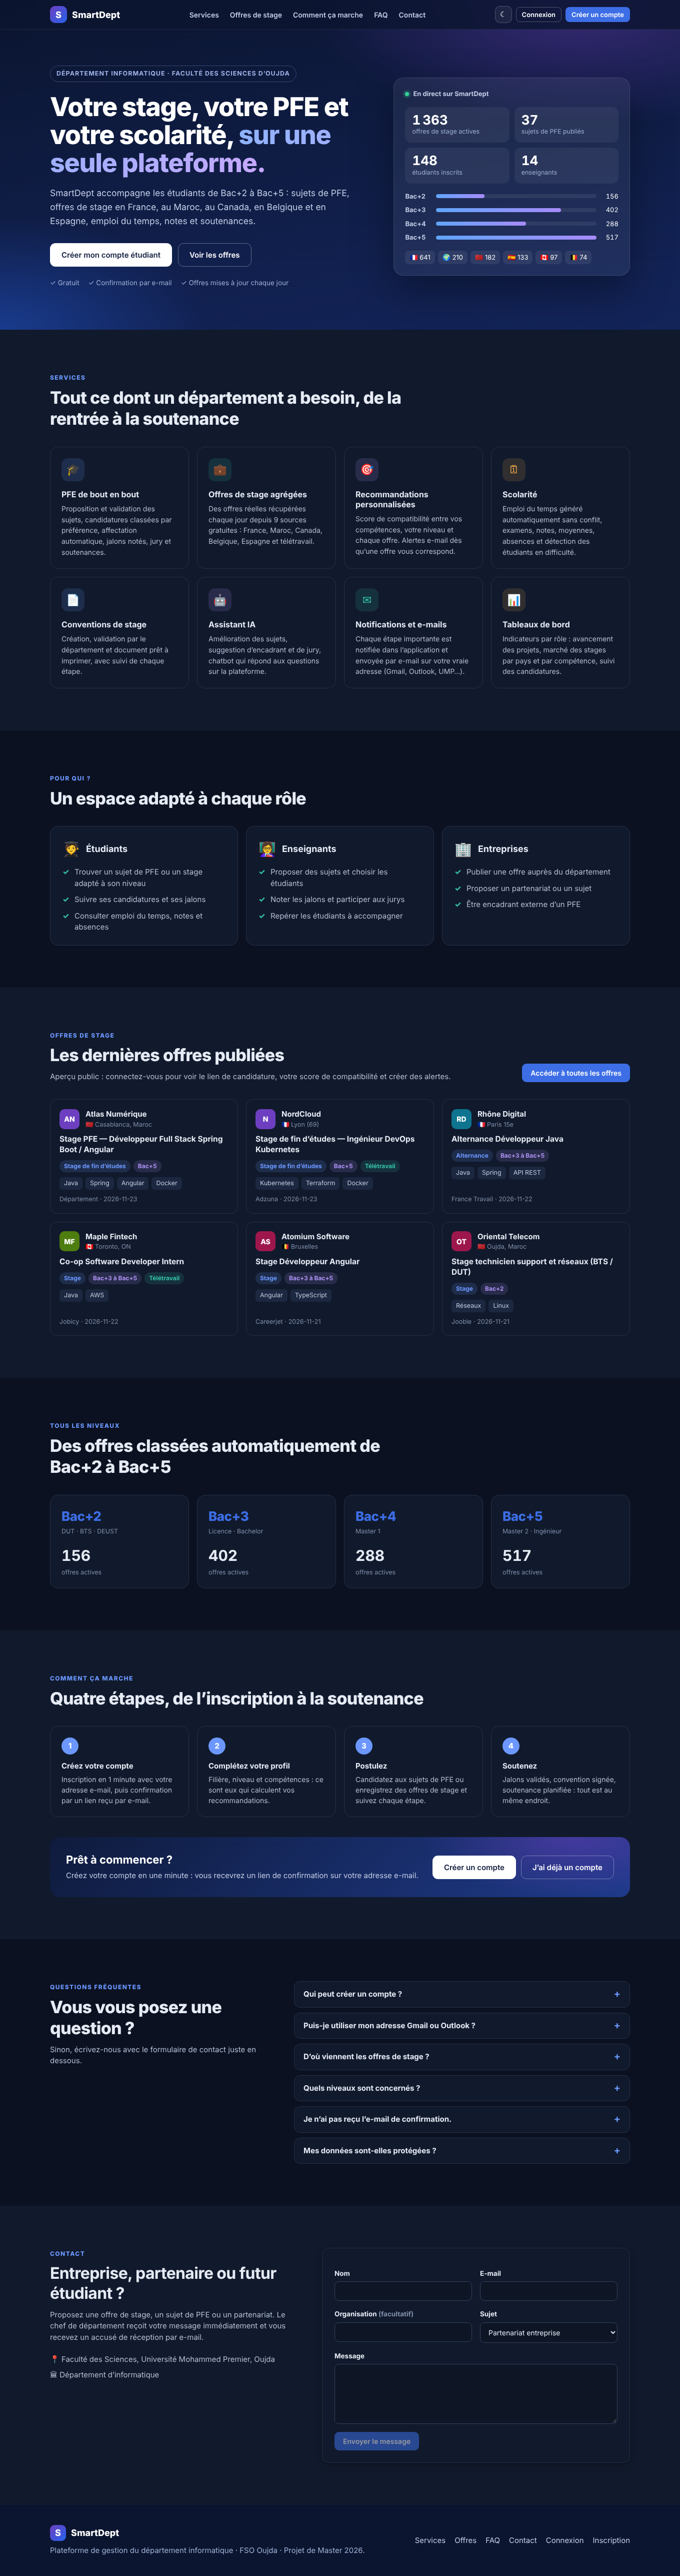 S SmartDept Services Offres de stage Comment ça marche FAQ Contact Connexion Créer un compte
DÉPARTEMENT INFORMATIQUE · FACULTÉ DES SCIENCES D'OUJDA
Votre stage, votre PFE et
votre scolarité, sur une
seule plateforme.
SmartDept accompagne les étudiants de Bac+2 à Bac+5 : sujets de PFE,
offres de stage en France, au Maroc, au Canada, en Belgique et en
Espagne, emploi du temps, notes et soutenances.
Créer mon compte étudiant Voir les offres
✓ Gratuit ✓ Confirmation par e-mail ✓ Offres mises à jour chaque jour
En direct sur SmartDept
1 363 37
offres de stage actives sujets de PFE publiés
148 14
étudiants inscrits enseignants
Bac+2 156
Bac+3 402
Bac+4 288
Bac+5 517
641 210 182 133 97 74
SERVICES
Tout ce dont un département a besoin, de la
rentrée à la soutenance
PFE de bout en bout
Proposition et validation des
sujets, candidatures classées par
préférence, affectation
automatique, jalons notés, jury et
soutenances.
Offres de stage agrégées
Des offres réelles récupérées
chaque jour depuis 9 sources
gratuites : France, Maroc, Canada,
Belgique, Espagne et télétravail.
Recommandations
personnalisées
Score de compatibilité entre vos
compétences, votre niveau et
chaque offre. Alertes e-mail dès
qu'une offre vous correspond.
Scolarité
Emploi du temps généré
automatiquement sans conflit,
examens, notes, moyennes,
absences et détection des
étudiants en difficulté.
Conventions de stage
Création, validation par le
département et document prêt à
imprimer, avec suivi de chaque
étape.
Assistant IA
Amélioration des sujets,
suggestion d'encadrant et de jury,
chatbot qui répond aux questions
sur la plateforme.
Notifications et e-mails
Chaque étape importante est
notifiée dans l'application et
envoyée par e-mail sur votre vraie
adresse (Gmail, Outlook, UMP...).
Tableaux de bord
Indicateurs par rôle : avancement
des projets, marché des stages
par pays et par compétence, suivi
des candidatures.
POUR QUI ?
Un espace adapté à chaque rôle
Étudiants
✓ Trouver un sujet de PFE ou un stage
adapté à son niveau
✓ Suivre ses candidatures et ses jalons
✓ Consulter emploi du temps, notes et
absences
Enseignants
✓ Proposer des sujets et choisir les
étudiants
✓ Noter les jalons et participer aux jurys
✓ Repérer les étudiants à accompagner
Entreprises
✓ Publier une offre auprès du département
✓ Proposer un partenariat ou un sujet
✓ Être encadrant externe d'un PFE
OFFRES DE STAGE
Les dernières offres publiées
Aperçu public : connectez-vous pour voir le lien de candidature, votre score de compatibilité et créer des alertes.
Accéder à toutes les offres
AN Atlas Numérique
Casablanca, Maroc
Stage PFE — Développeur Full Stack Spring
Boot / Angular
Stage de fin d'études Bac+5
Java Spring Angular Docker
Département · 2026-11-23
N NordCloud
Lyon (69)
Stage de fin d'études — Ingénieur DevOps
Kubernetes
Stage de fin d'études Bac+5 Télétravail
Kubernetes Terraform Docker
Adzuna · 2026-11-23
RD Rhône Digital
Paris 15e
Alternance Développeur Java
Alternance Bac+3 à Bac+5
Java Spring API REST
France Travail · 2026-11-22
MF Maple Fintech
Toronto, ON
Co-op Software Developer Intern
Stage Bac+3 à Bac+5 Télétravail
Java AWS
Jobicy · 2026-11-22
AS Atomium Software
Bruxelles
Stage Développeur Angular
Stage Bac+3 à Bac+5
Angular TypeScript
Careerjet · 2026-11-21
OT Oriental Telecom
Oujda, Maroc
Stage technicien support et réseaux (BTS /
DUT)
Stage Bac+2
Réseaux Linux
Jooble · 2026-11-21
TOUS LES NIVEAUX
Des offres classées automatiquement de
Bac+2 à Bac+5
Bac+2
DUT · BTS · DEUST
156
offres actives
Bac+3
Licence · Bachelor
402
offres actives
Bac+4
Master 1
288
offres actives
Bac+5
Master 2 · Ingénieur
517
offres actives
COMMENT ÇA MARCHE
Quatre étapes, de l'inscription à la soutenance
1
Créez votre compte
Inscription en 1 minute avec votre
adresse e-mail, puis confirmation
par un lien reçu par e-mail.
2
Complétez votre profil
Filière, niveau et compétences : ce
sont eux qui calculent vos
recommandations.
3
Postulez
Candidatez aux sujets de PFE ou
enregistrez des offres de stage et
suivez chaque étape.
4
Soutenez
Jalons validés, convention signée,
soutenance planifiée : tout est au
même endroit.
Prêt à commencer ?
Créez votre compte en une minute : vous recevrez un lien de confirmation sur votre adresse e-mail.
Créer un compte J'ai déjà un compte
QUESTIONS FRÉQUENTES
Vous vous posez une
question ?
Sinon, écrivez-nous avec le formulaire de contact juste en
dessous.
Qui peut créer un compte ? +
Puis-je utiliser mon adresse Gmail ou Outlook ? +
D'où viennent les offres de stage ? +
Quels niveaux sont concernés ? +
Je n'ai pas reçu l'e-mail de confirmation. +
Mes données sont-elles protégées ? +
CONTACT
Entreprise, partenaire ou futur
étudiant ?
Proposez une offre de stage, un sujet de PFE ou un partenariat. Le
chef de département reçoit votre message immédiatement et vous
recevez un accusé de réception par e-mail.
Faculté des Sciences, Université Mohammed Premier, Oujda
Département d'informatique
Nom E-mail
Organisation (facultatif) Sujet
Partenariat entreprise
Message
Envoyer le message
S SmartDept
Plateforme de gestion du département informatique · FSO Oujda · Projet de Master 2026.
Services Offres FAQ Contact Connexion Inscription